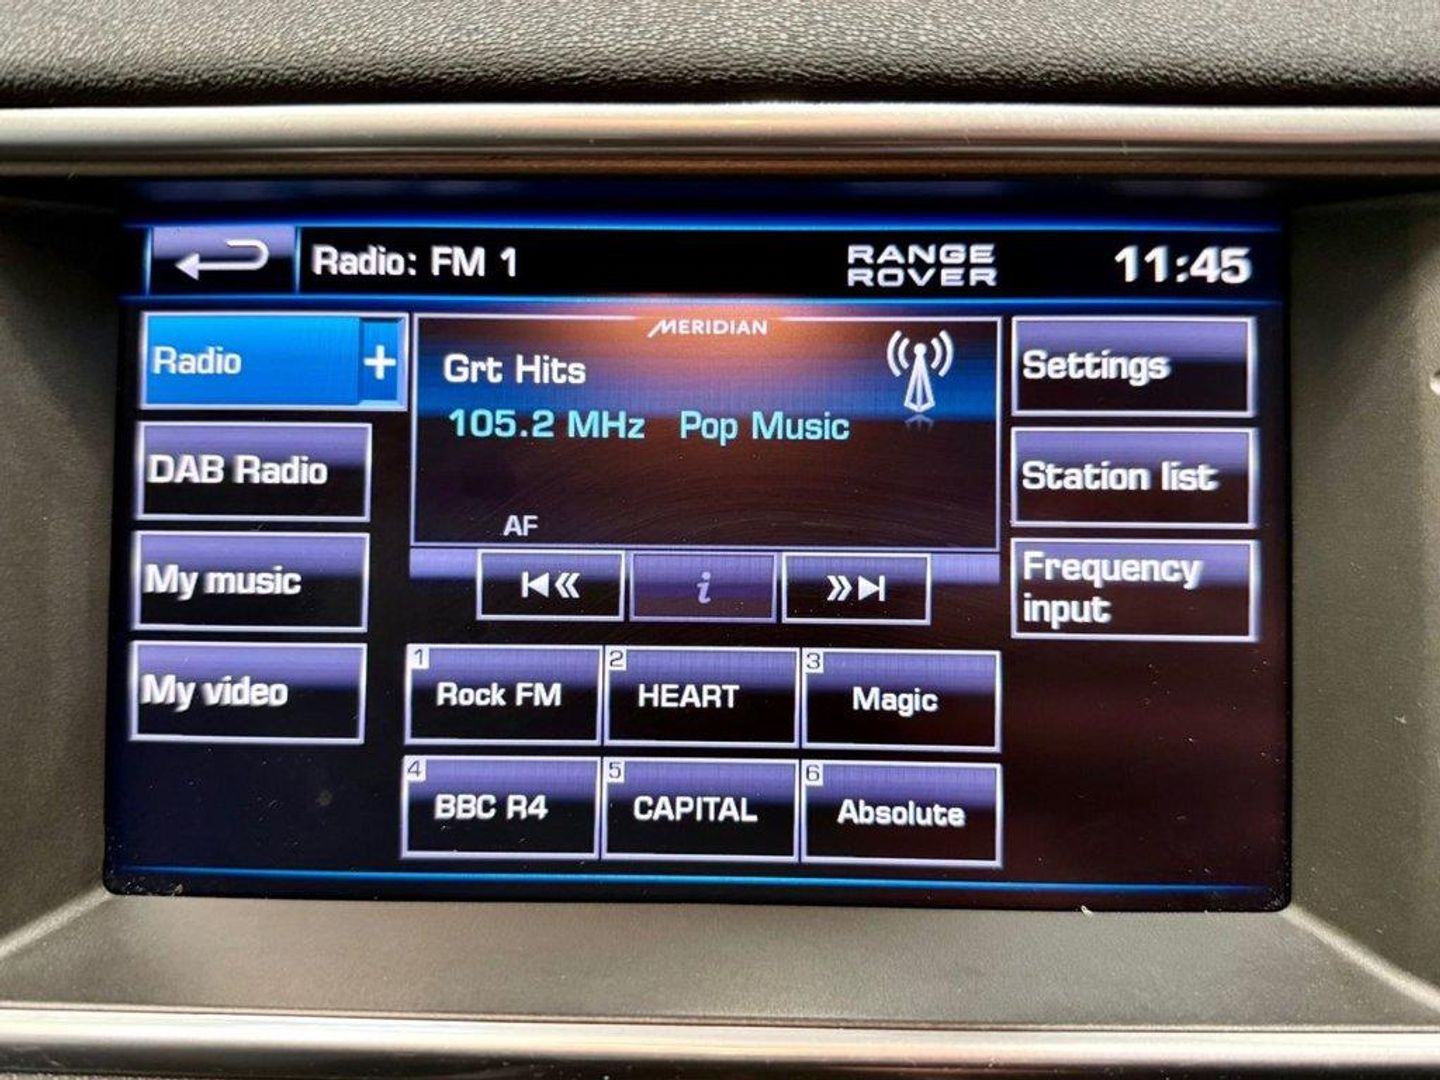 Radio: FM 1
RANGE
ROVER
11:45
Radio
+
MERIDIAN
Grt Hits
105.2 MHz Pop Music
AF
Settings
DAB Radio
Station list
My music
i
Frequency
input
My video
1
Rock FM
2
HEART
3
Magic
4
BBC R4
5
CAPITAL
6
Absolute